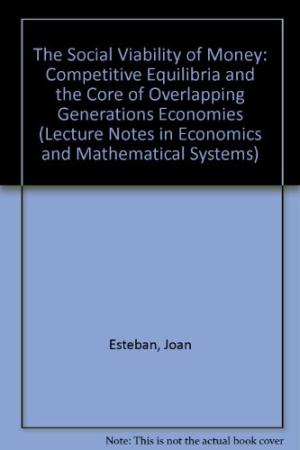 The Social Viability of Money:
Competitive Equilibria and
the Core of Overlapping
Generations Economies
(Lecture Notes in Economics
and Mathematical Systems)
Esteban, Joan
Note: This is not the actual book cover